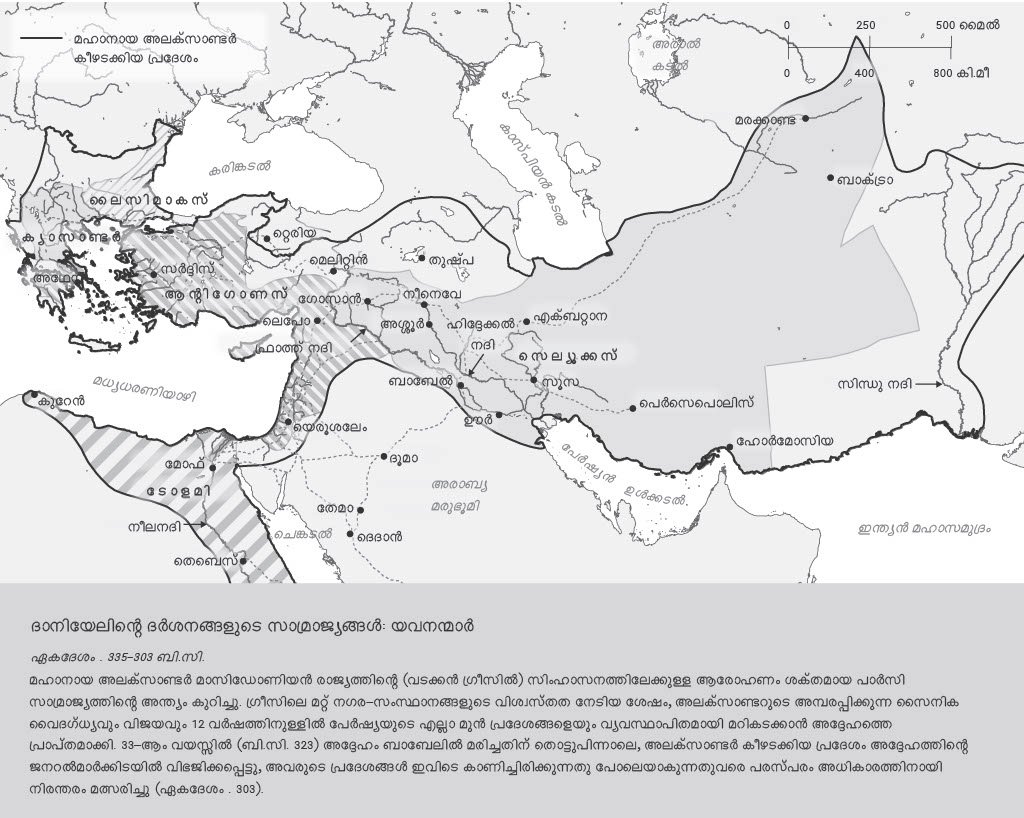 0 250 500 മൈൽ
മഹാനായ അലക്സാണ്ടർ
കീഴടക്കിയ പ്രദേശം
അരാൽ
കടൽ
0 400 800 കി.മീ
മരക്കാണ്ട
കാസ്പിയൻ കടൽ
കരിങ്കടൽ
ബാക്ട്രാ
ലൈസിമാകസ്
ക്യാസാണ്ടർ
റ്റെരിയ
മെലിറ്റിൻ
തുഷ്പ
സർദ്ദിസ്
അഥേന
ആന്റിഗോണസ്
ഗോസാൻ
നീനെവേ
ലെപോ
അശ്ശൂർ
ഹിദ്ദേക്കൽ
നദി
എക്ബറ്റാന
ഫ്രാത്ത് നദി
സെല്യൂക്കസ്
മധ്യധരണിയാഴി
ബാബേൽ
സൂസ
സിന്ധു നദി
കുറേൻ
ഊർ
പെർസെപൊലിസ്
യെരൂശലേം
ഹോർമോസിയ
മോഫ്
ദൂമാ
പേർഷ്യൻ ഉൾക്കടൽ
ടോളമി
അരാബ്യ
മരുഭൂമി
തേമാ
നീലനദി
ചെങ്കടൽ
ദെദാൻ
ഇന്ത്യൻ മഹാസമുദ്രം
തെബെസ്
ദാനിയേലിന്റെ ദർശനങ്ങളുടെ സാമ്രാജ്യങ്ങൾ: യവനന്മാർ
ഏകദേശം . 335-303 ബി.സി.
മഹാനായ അലക്സാണ്ടർ മാസിഡോണിയൻ രാജ്യത്തിന്റെ (വടക്കൻ ഗ്രീസിൽ) സിംഹാസനത്തിലേക്കുള്ള ആരോഹണം ശക്തമായ പാർസി
സാമ്രാജ്യത്തിന്റെ അന്ത്യം കുറിച്ചു. ഗ്രീസിലെ മറ്റ് നഗര-സംസ്ഥാനങ്ങളുടെ വിശ്വസ്തത നേടിയ ശേഷം, അലക്സാണ്ടറുടെ അമ്പരപ്പിക്കുന്ന സൈനിക
വൈദഗ്ധ്യവും വിജയവും 12 വർഷത്തിനുള്ളിൽ പേർഷ്യയുടെ എല്ലാ മുൻ പ്രദേശങ്ങളെയും വ്യവസ്ഥാപിതമായി മറികടക്കാൻ അദ്ദേഹത്തെ
പ്രാപ്തമാക്കി. 33-ആം വയസ്സിൽ (ബി.സി. 323) അദ്ദേഹം ബാബേലിൽ മരിച്ചതിന് തൊട്ടുപിന്നാലെ, അലക്സാണ്ടർ കീഴടക്കിയ പ്രദേശം അദ്ദേഹത്തിന്റെ
ജനറൽമാർക്കിടയിൽ വിഭജിക്കപ്പെട്ടു, അവരുടെ പ്രദേശങ്ങൾ ഇവിടെ കാണിച്ചിരിക്കുന്നതു പോലെയാകുന്നതുവരെ പരസ്പരം അധികാരത്തിനായി
നിരന്തരം മത്സരിച്ചു (ഏകദേശം . 303).